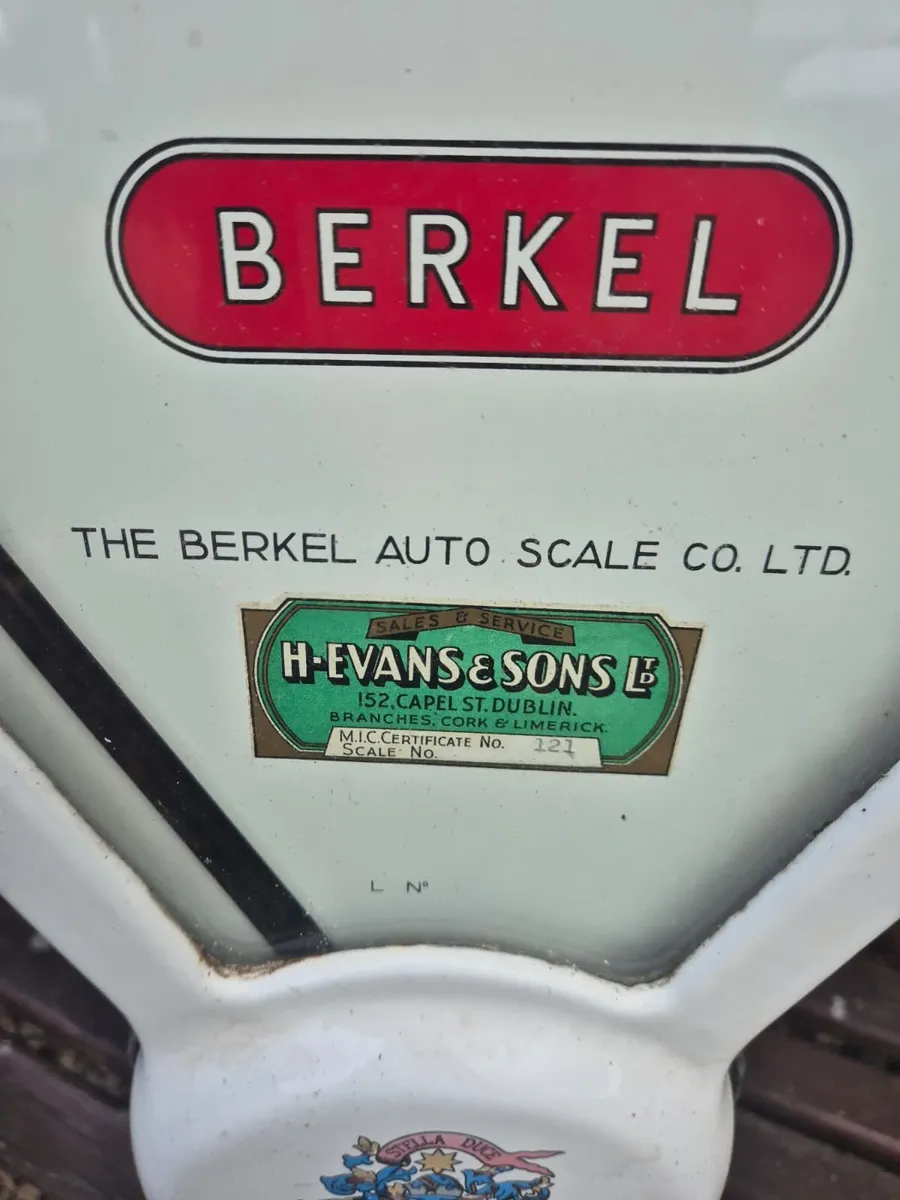 BERKEL
THE BERKEL AUTO SCALE CO. LTD.
SALES & SERVICE
H-EVANS & SONS LTD
152, CAPEL ST. DUBLIN.
BRANCHES, CORK & LIMERICK.
M.I.C. CERTIFICATE No. 121
SCALE No.
L Nº
STELLA DUCE